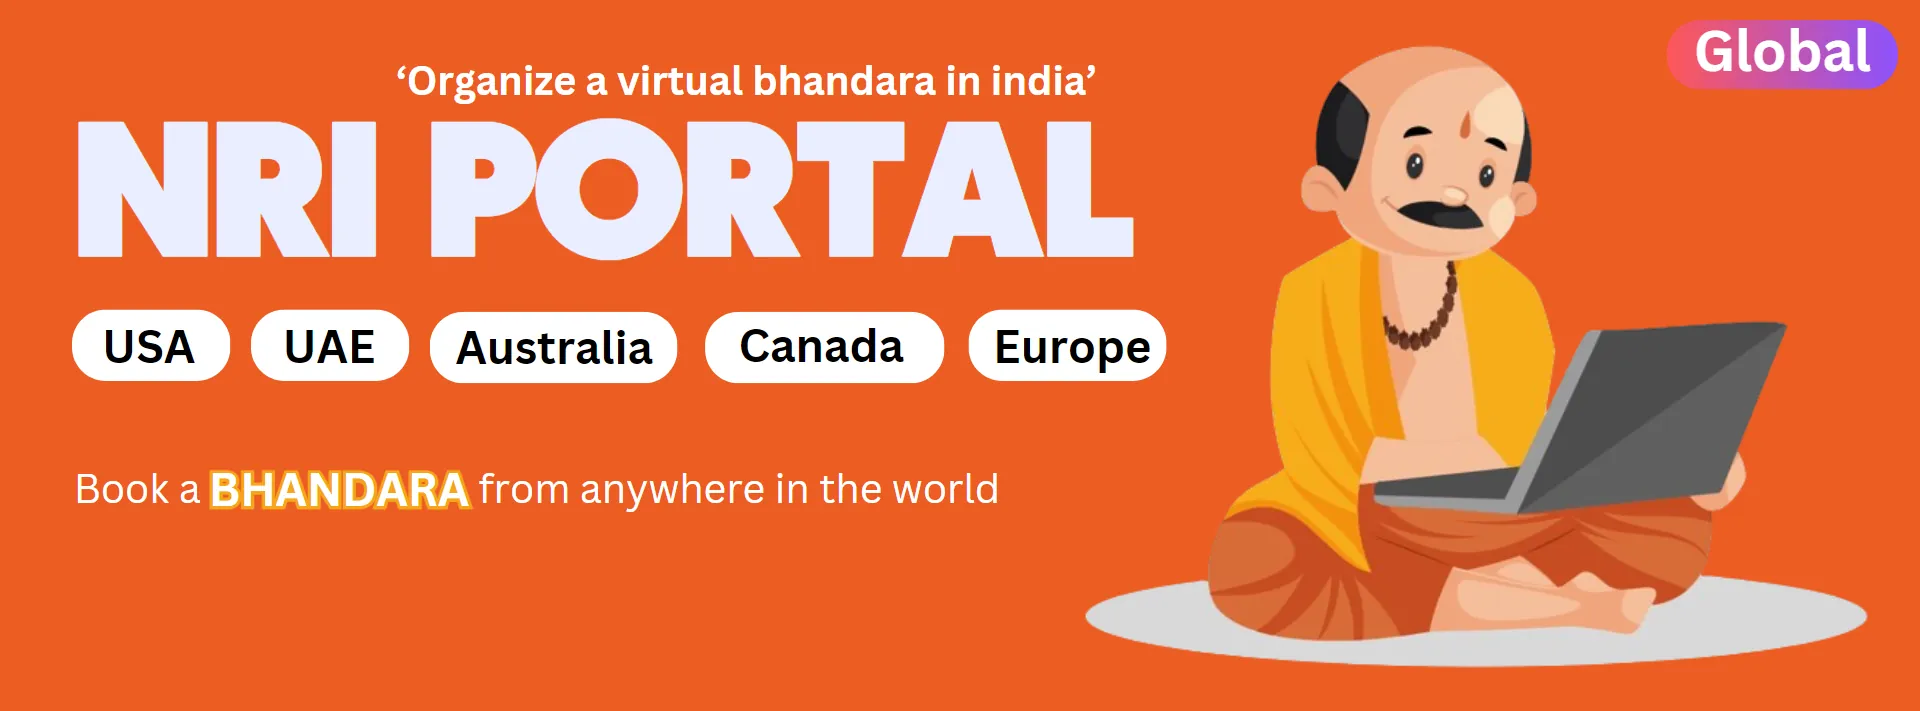 Global
‘Organize a virtual bhandara in india’
NRI PORTAL
USA UAE Australia Canada Europe
Book a BHANDARA from anywhere in the world